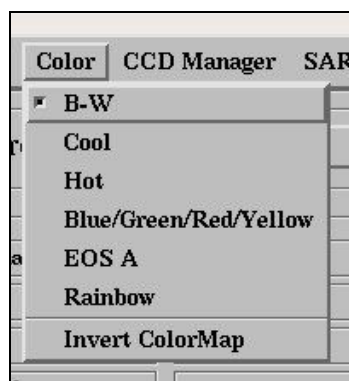 Color CCD Manager SAR
B-W
Cool
Hot
Blue/Green/Red/Yellow
EOS A
Rainbow
Invert ColorMap